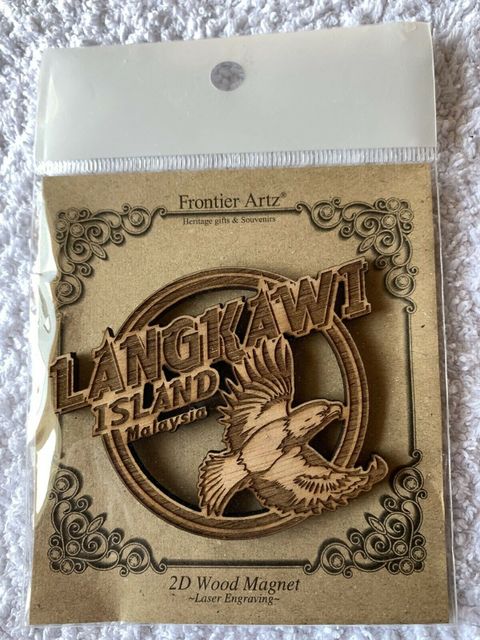 Frontier Artz®
Heritage gifts & Souvenirs
LANGKAWI
ISLAND
Malaysia
2D Wood Magnet
~Laser Engraving~